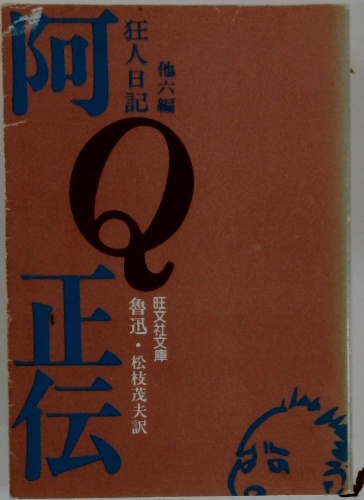 阿Q正伝
狂人日記
他六編
旺文社文庫
魯迅・松枝茂夫訳